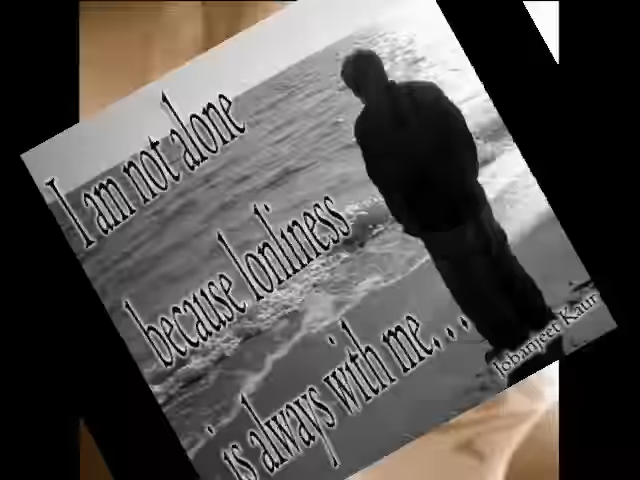 I am not alone
because lonliness
is always with me...
Jobanjeet Kaur